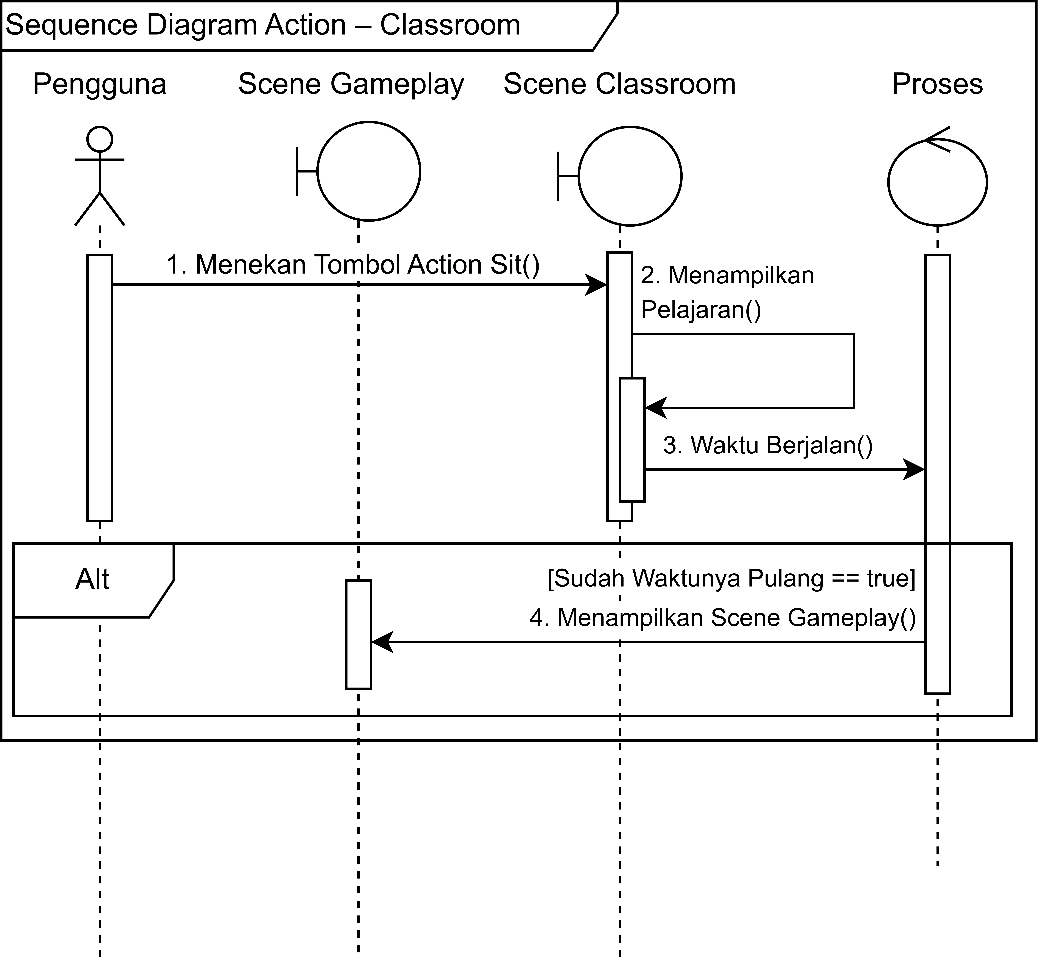 Sequence Diagram Action – Classroom
Pengguna
Scene Gameplay
Scene Classroom
Proses
1. Menekan Tombol Action Sit()
2. Menampilkan
Pelajaran()
3. Waktu Berjalan()
Alt
[Sudah Waktunya Pulang == true]
4. Menampilkan Scene Gameplay()